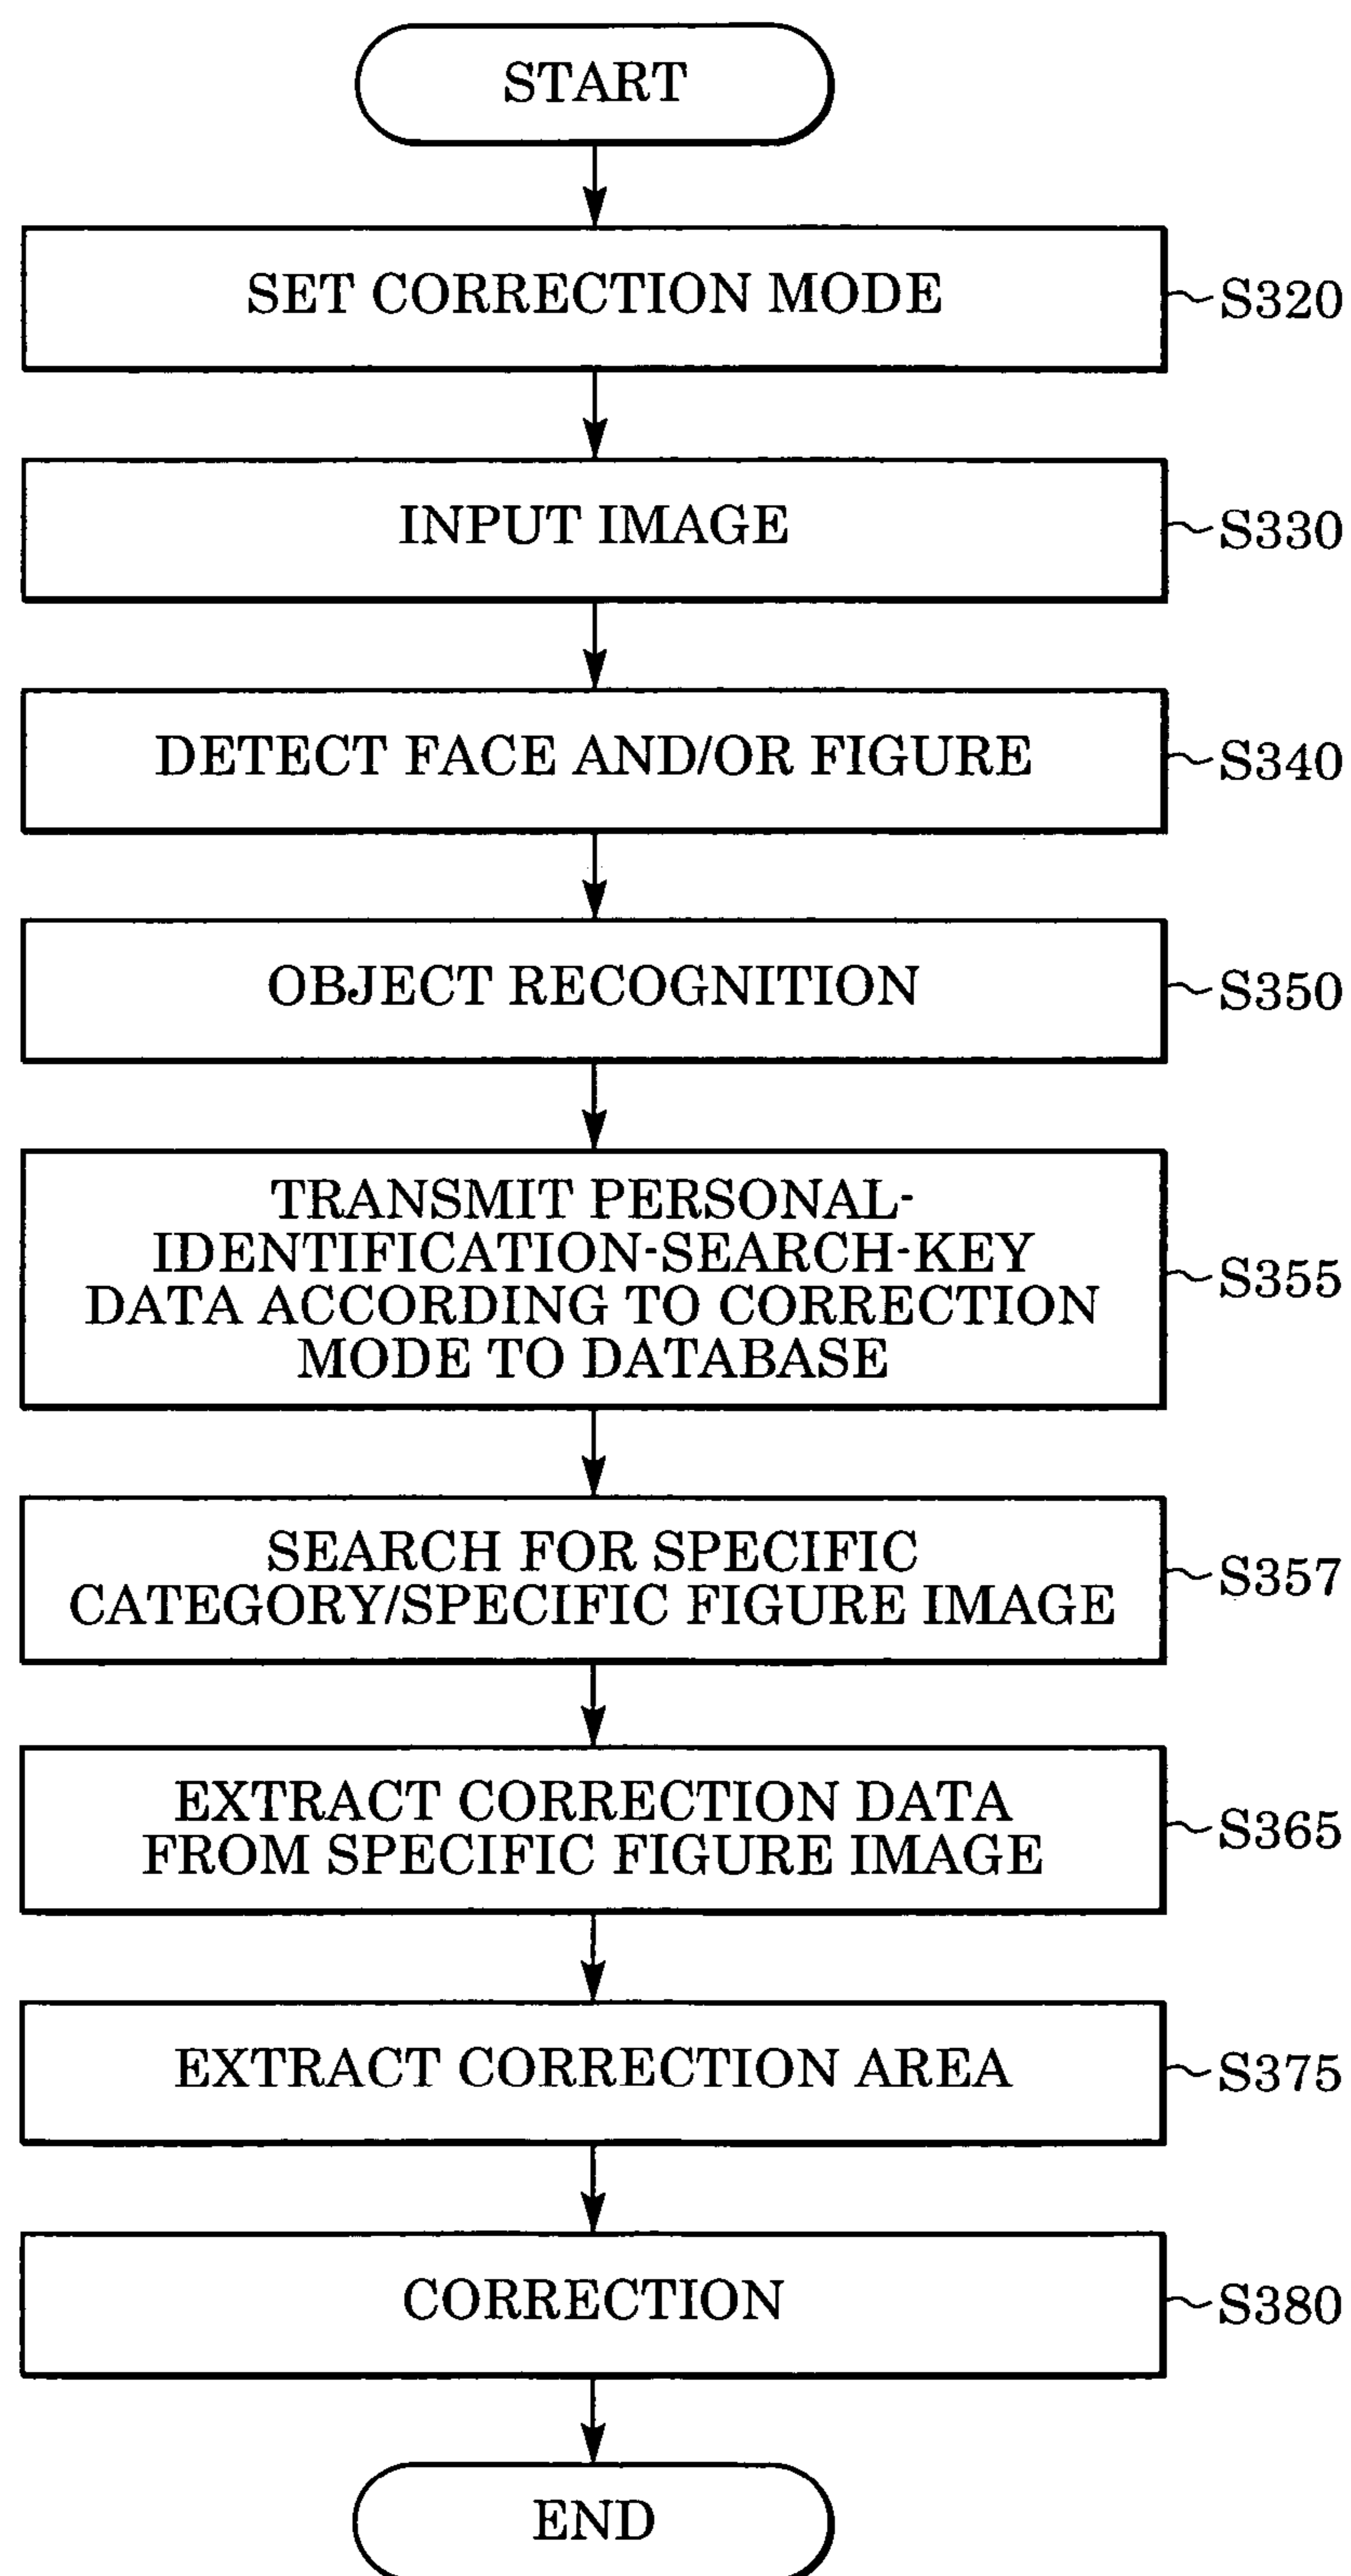 START
SET CORRECTION MODE
S320
INPUT IMAGE
S330
DETECT FACE AND/OR FIGURE
S340
OBJECT RECOGNITION
S350
TRANSMIT PERSONAL-
IDENTIFICATION-SEARCH-KEY
DATA ACCORDING TO CORRECTION
MODE TO DATABASE
S355
SEARCH FOR SPECIFIC
CATEGORY/SPECIFIC FIGURE IMAGE
S357
EXTRACT CORRECTION DATA
FROM SPECIFIC FIGURE IMAGE
S365
EXTRACT CORRECTION AREA
S375
CORRECTION
S380
END